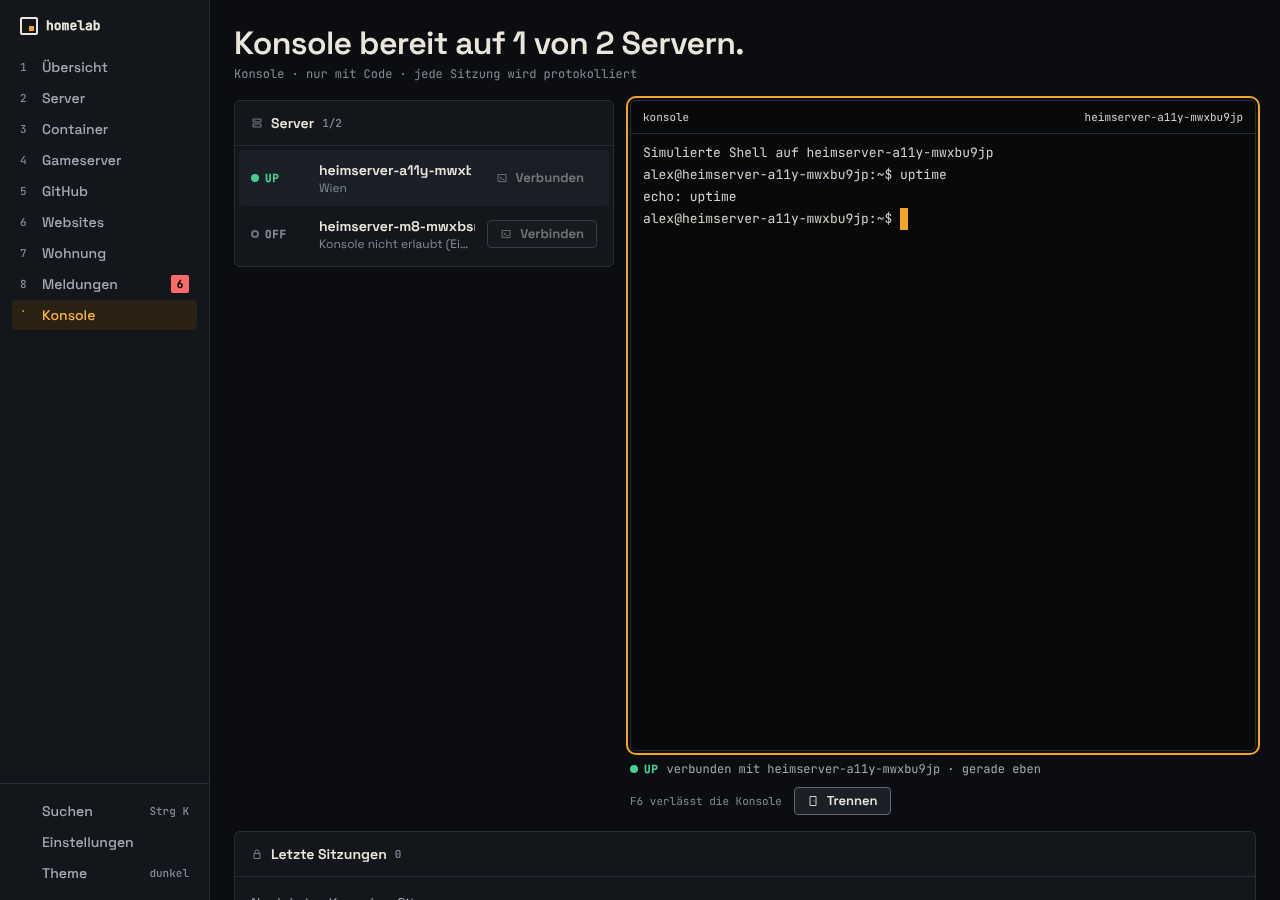 homelab
1 Übersicht
2 Server
3 Container
4 Gameserver
5 GitHub
6 Websites
7 Wohnung
8 Meldungen 6
` Konsole
Suchen Strg K
Einstellungen
Theme dunkel
Konsole bereit auf 1 von 2 Servern.
Konsole · nur mit Code · jede Sitzung wird protokolliert
Server 1/2
UP heimserver-a11y-mwxb Verbunden
Wien
OFF heimserver-m8-mwxbs Verbinden
Konsole nicht erlaubt (Ei…
konsole heimserver-a11y-mwxbu9jp
Simulierte Shell auf heimserver-a11y-mwxbu9jp
alex@heimserver-a11y-mwxbu9jp:~$ uptime
echo: uptime
alex@heimserver-a11y-mwxbu9jp:~$
UP verbunden mit heimserver-a11y-mwxbu9jp · gerade eben
F6 verlässt die Konsole Trennen
Letzte Sitzungen 0